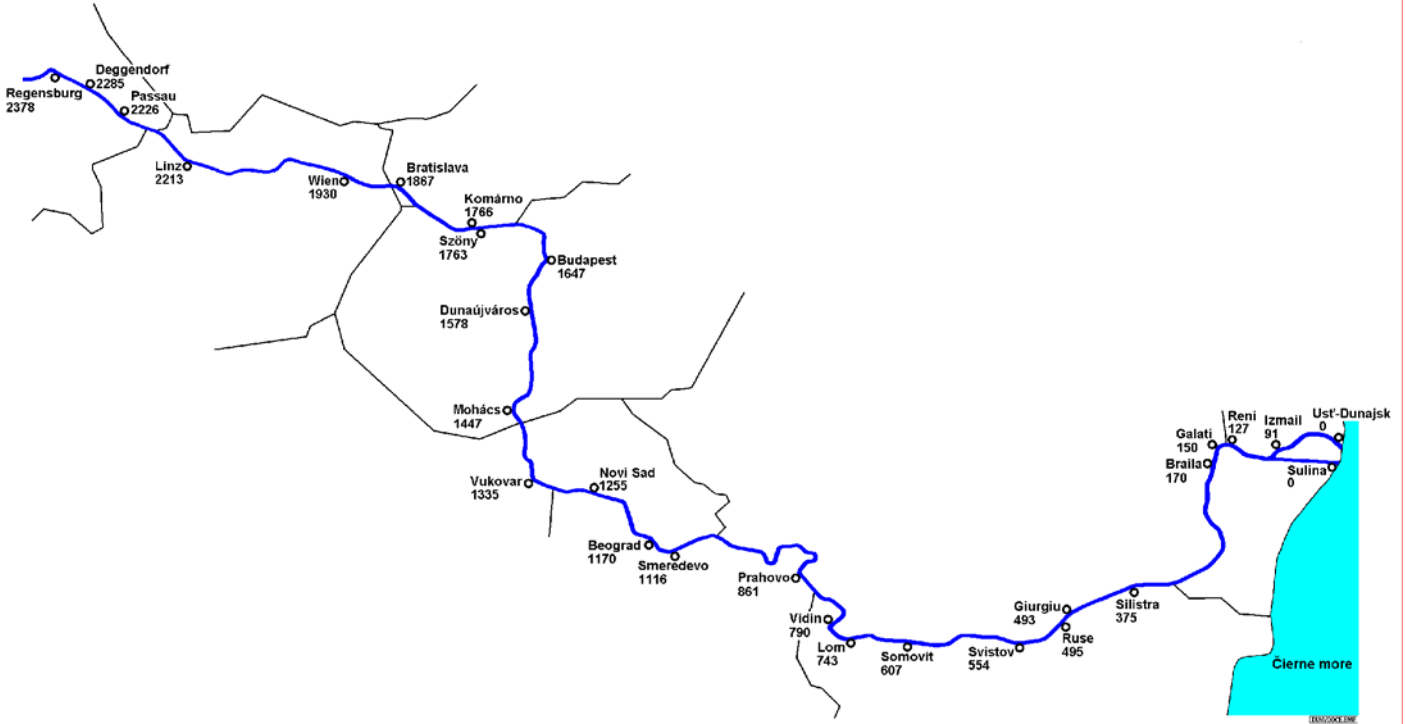 Deggendorf
2285
Regensburg
2378
Passau
2226
Linz
2213
Wien
1930
Bratislava
1867
Komárno
1766
Szöny
1763
Budapest
1647
Dunaújváros
1578
Mohács
1447
Vukovar
1335
Novi Sad
1255
Beograd
1170
Smeredevo
1116
Prahovo
861
Vidin
790
Lom
743
Somovit
607
Svistov
554
Giurgiu
493
Ruse
495
Silistra
375
Braila
170
Galati
150
Reni
127
Izmail
91
Usť-Dunajsk
0
Sulina
0
Čierne more